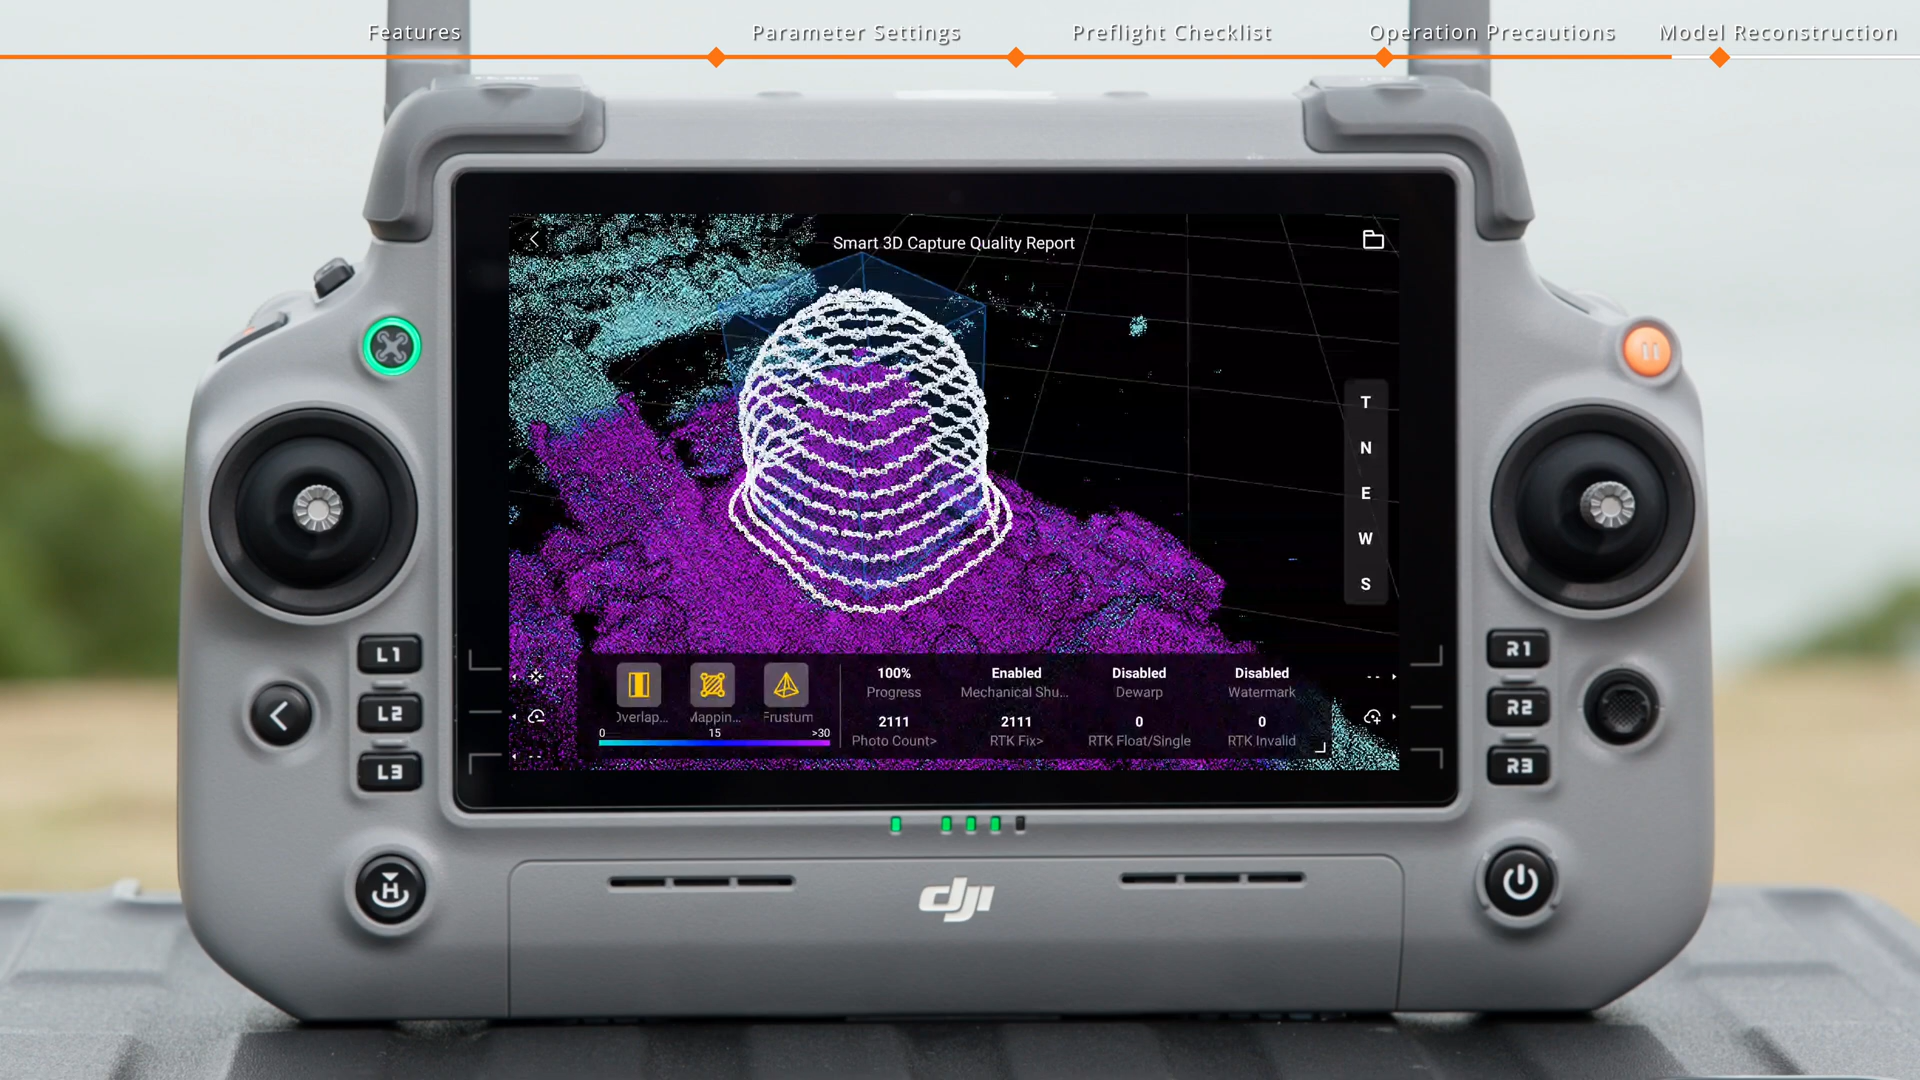 Features
Parameter Settings
Preflight Checklist
Operation Precautions
Model Reconstruction
Smart 3D Capture Quality Report
T
N
E
W
S
Overlap...
Mappin...
Frustum
0
15
>30
100%
Progress
Enabled
Mechanical Shu...
Disabled
Dewarp
Disabled
Watermark
2111
Photo Count>
2111
RTK Fix>
0
RTK Float/Single
0
RTK Invalid
L1
L2
L3
R1
R2
R3
H
dji